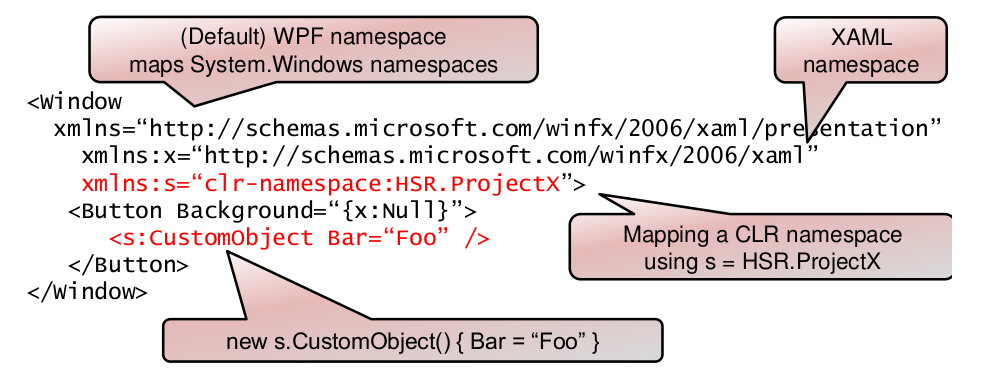 (Default) WPF namespace
maps System.Windows namespaces
XAML
namespace
<Window
xmlns=“http://schemas.microsoft.com/winfx/2006/xaml/presentation”
xmlns:x=“http://schemas.microsoft.com/winfx/2006/xaml”
xmlns:s=“clr-namespace:HSR.ProjectX”>
<Button Background=“{x:Null}”>
<s:CustomObject Bar=“Foo” />
</Button>
</Window>
Mapping a CLR namespace
using s = HSR.ProjectX
new s.CustomObject() { Bar = “Foo” }